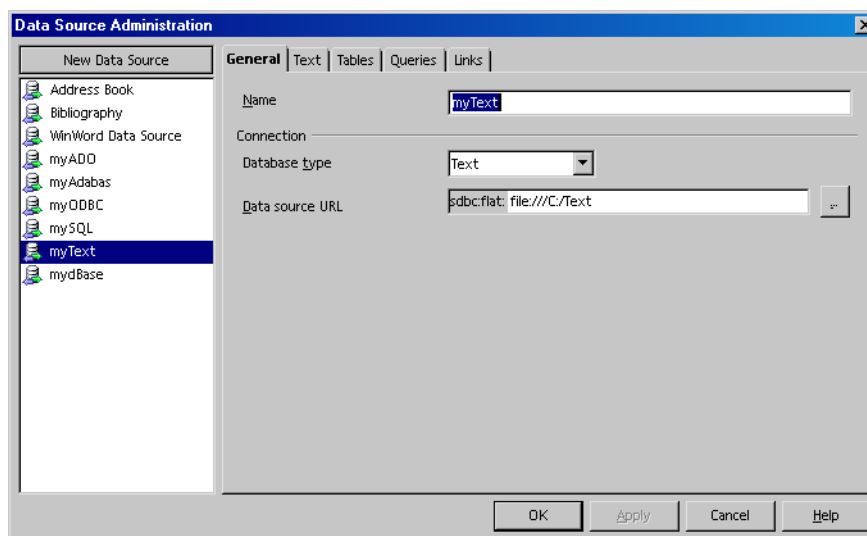 Data Source Administration
New Data Source
Address Book
Bibliography
WinWord Data Source
myADO
myAdabas
myODBC
mySQL
myText
mydBase
General Text Tables Queries Links
Name myText
Connection
Database type Text
Data source URL sdbc:flat: file:///C:/Text ...
OK Apply Cancel Help